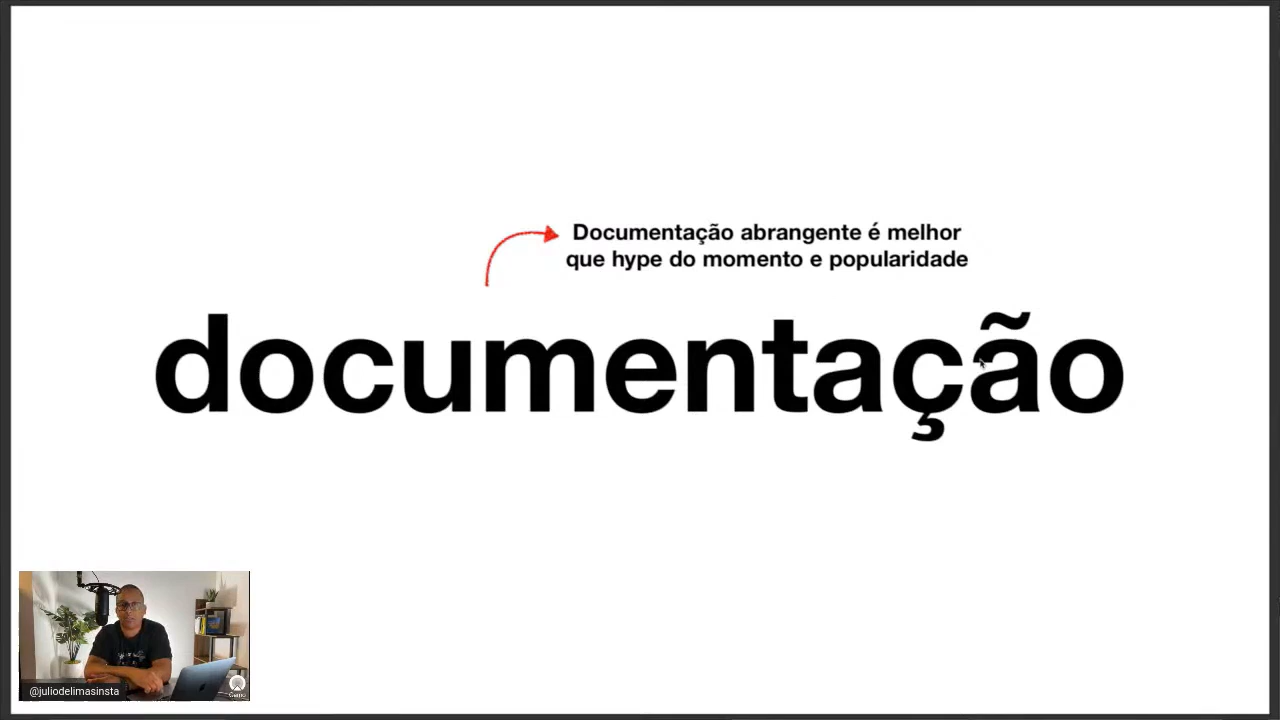 Documentação abrangente é melhor
que hype do momento e popularidade
documentação
@juliodelimasinsta